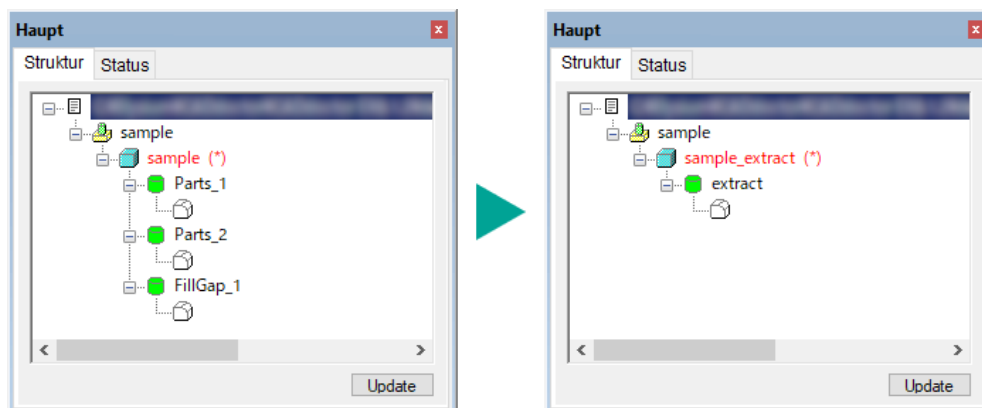 Haupt
Struktur Status
sample
sample (*)
Parts_1
Parts_2
FillGap_1
Update
Haupt
Struktur Status
sample
sample_extract (*)
extract
Update